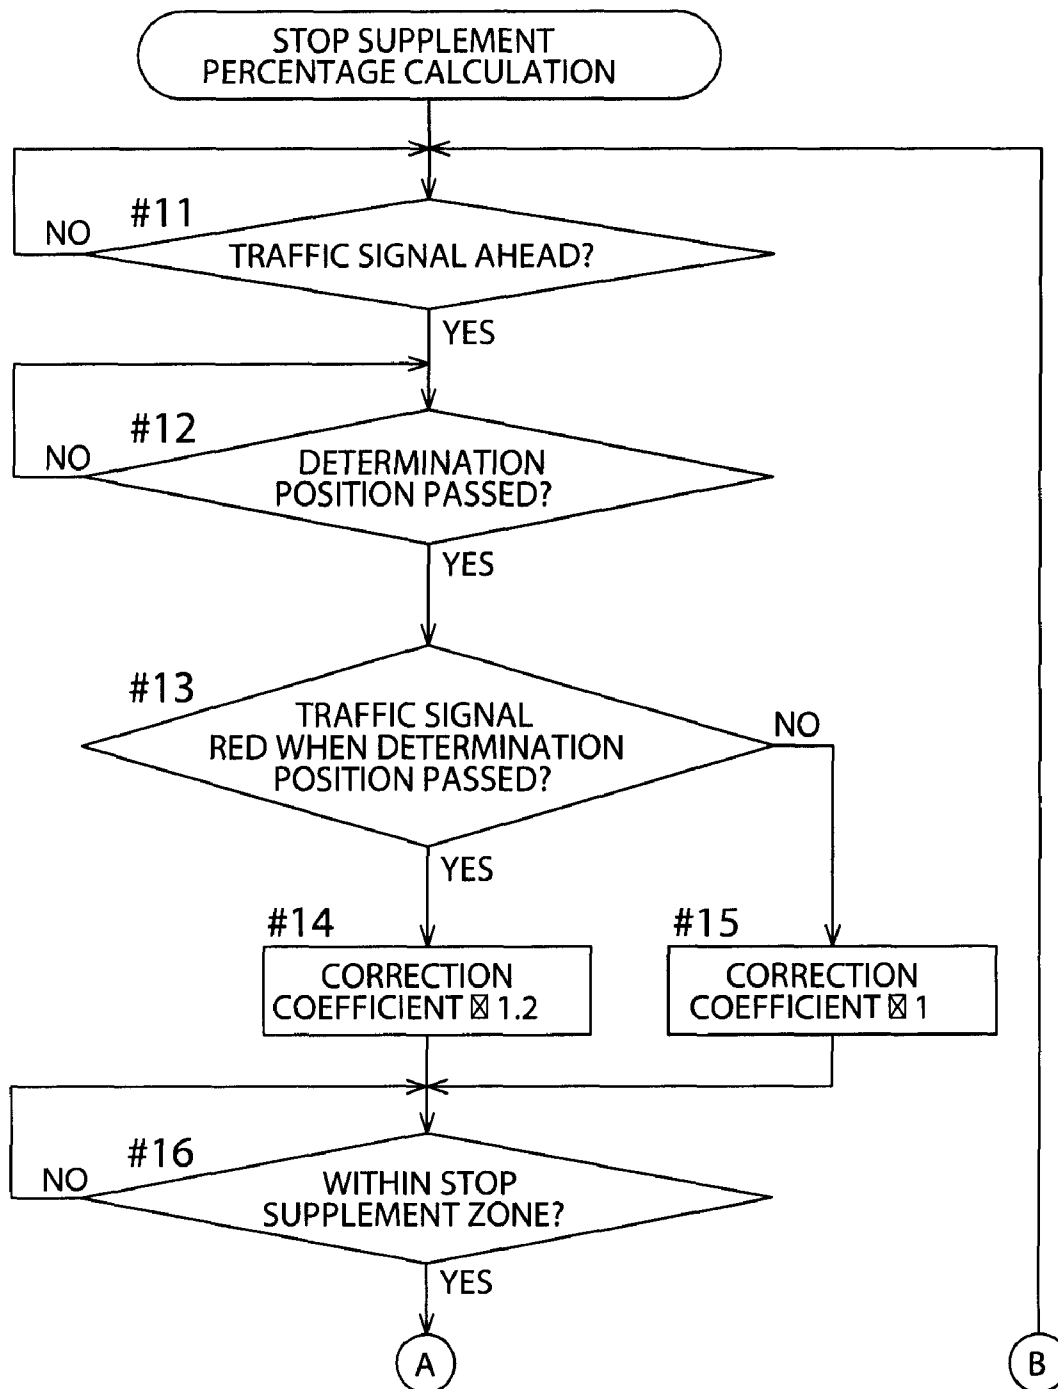 STOP SUPPLEMENT
PERCENTAGE CALCULATION
#11
NO
TRAFFIC SIGNAL AHEAD?
YES
#12
NO
DETERMINATION
POSITION PASSED?
YES
#13
TRAFFIC SIGNAL
RED WHEN DETERMINATION
POSITION PASSED?
NO
YES
#14
CORRECTION
COEFFICIENT ☒ 1.2
#15
CORRECTION
COEFFICIENT ☒ 1
#16
NO
WITHIN STOP
SUPPLEMENT ZONE?
YES
A
B